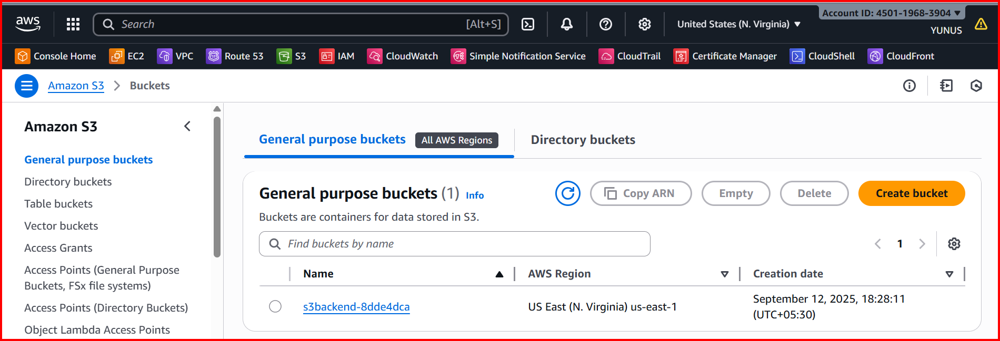 aws
Search [Alt+S]
United States (N. Virginia) ▼
Account ID: 4501-1968-3904 ▼
YUNUS
Console Home EC2 VPC Route 53 S3 IAM CloudWatch Simple Notification Service CloudTrail Certificate Manager CloudShell CloudFront
Amazon S3 > Buckets
Amazon S3
General purpose buckets
Directory buckets
Table buckets
Vector buckets
Access Grants
Access Points (General Purpose
Buckets, FSx file systems)
Access Points (Directory Buckets)
Object Lambda Access Points
General purpose buckets All AWS Regions Directory buckets
General purpose buckets (1) Info
Copy ARN Empty Delete Create bucket
Buckets are containers for data stored in S3.
Find buckets by name
1
Name AWS Region Creation date
s3backend-8dde4dca US East (N. Virginia) us-east-1 September 12, 2025, 18:28:11
(UTC+05:30)